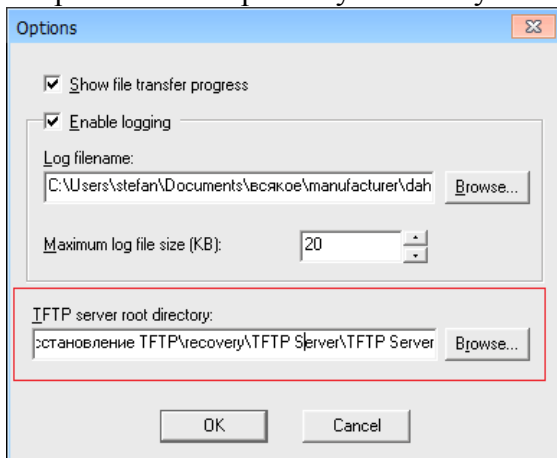 Options
Show file transfer progress
Enable logging
Log filename:
C:\Users\stefan\Documents\всякое\manufacturer\dah
Browse...
Maximum log file size (KB):
20
TFTP server root directory:
сстановление TFTP\recovery\TFTP Server\TFTP Server
Browse...
OK
Cancel